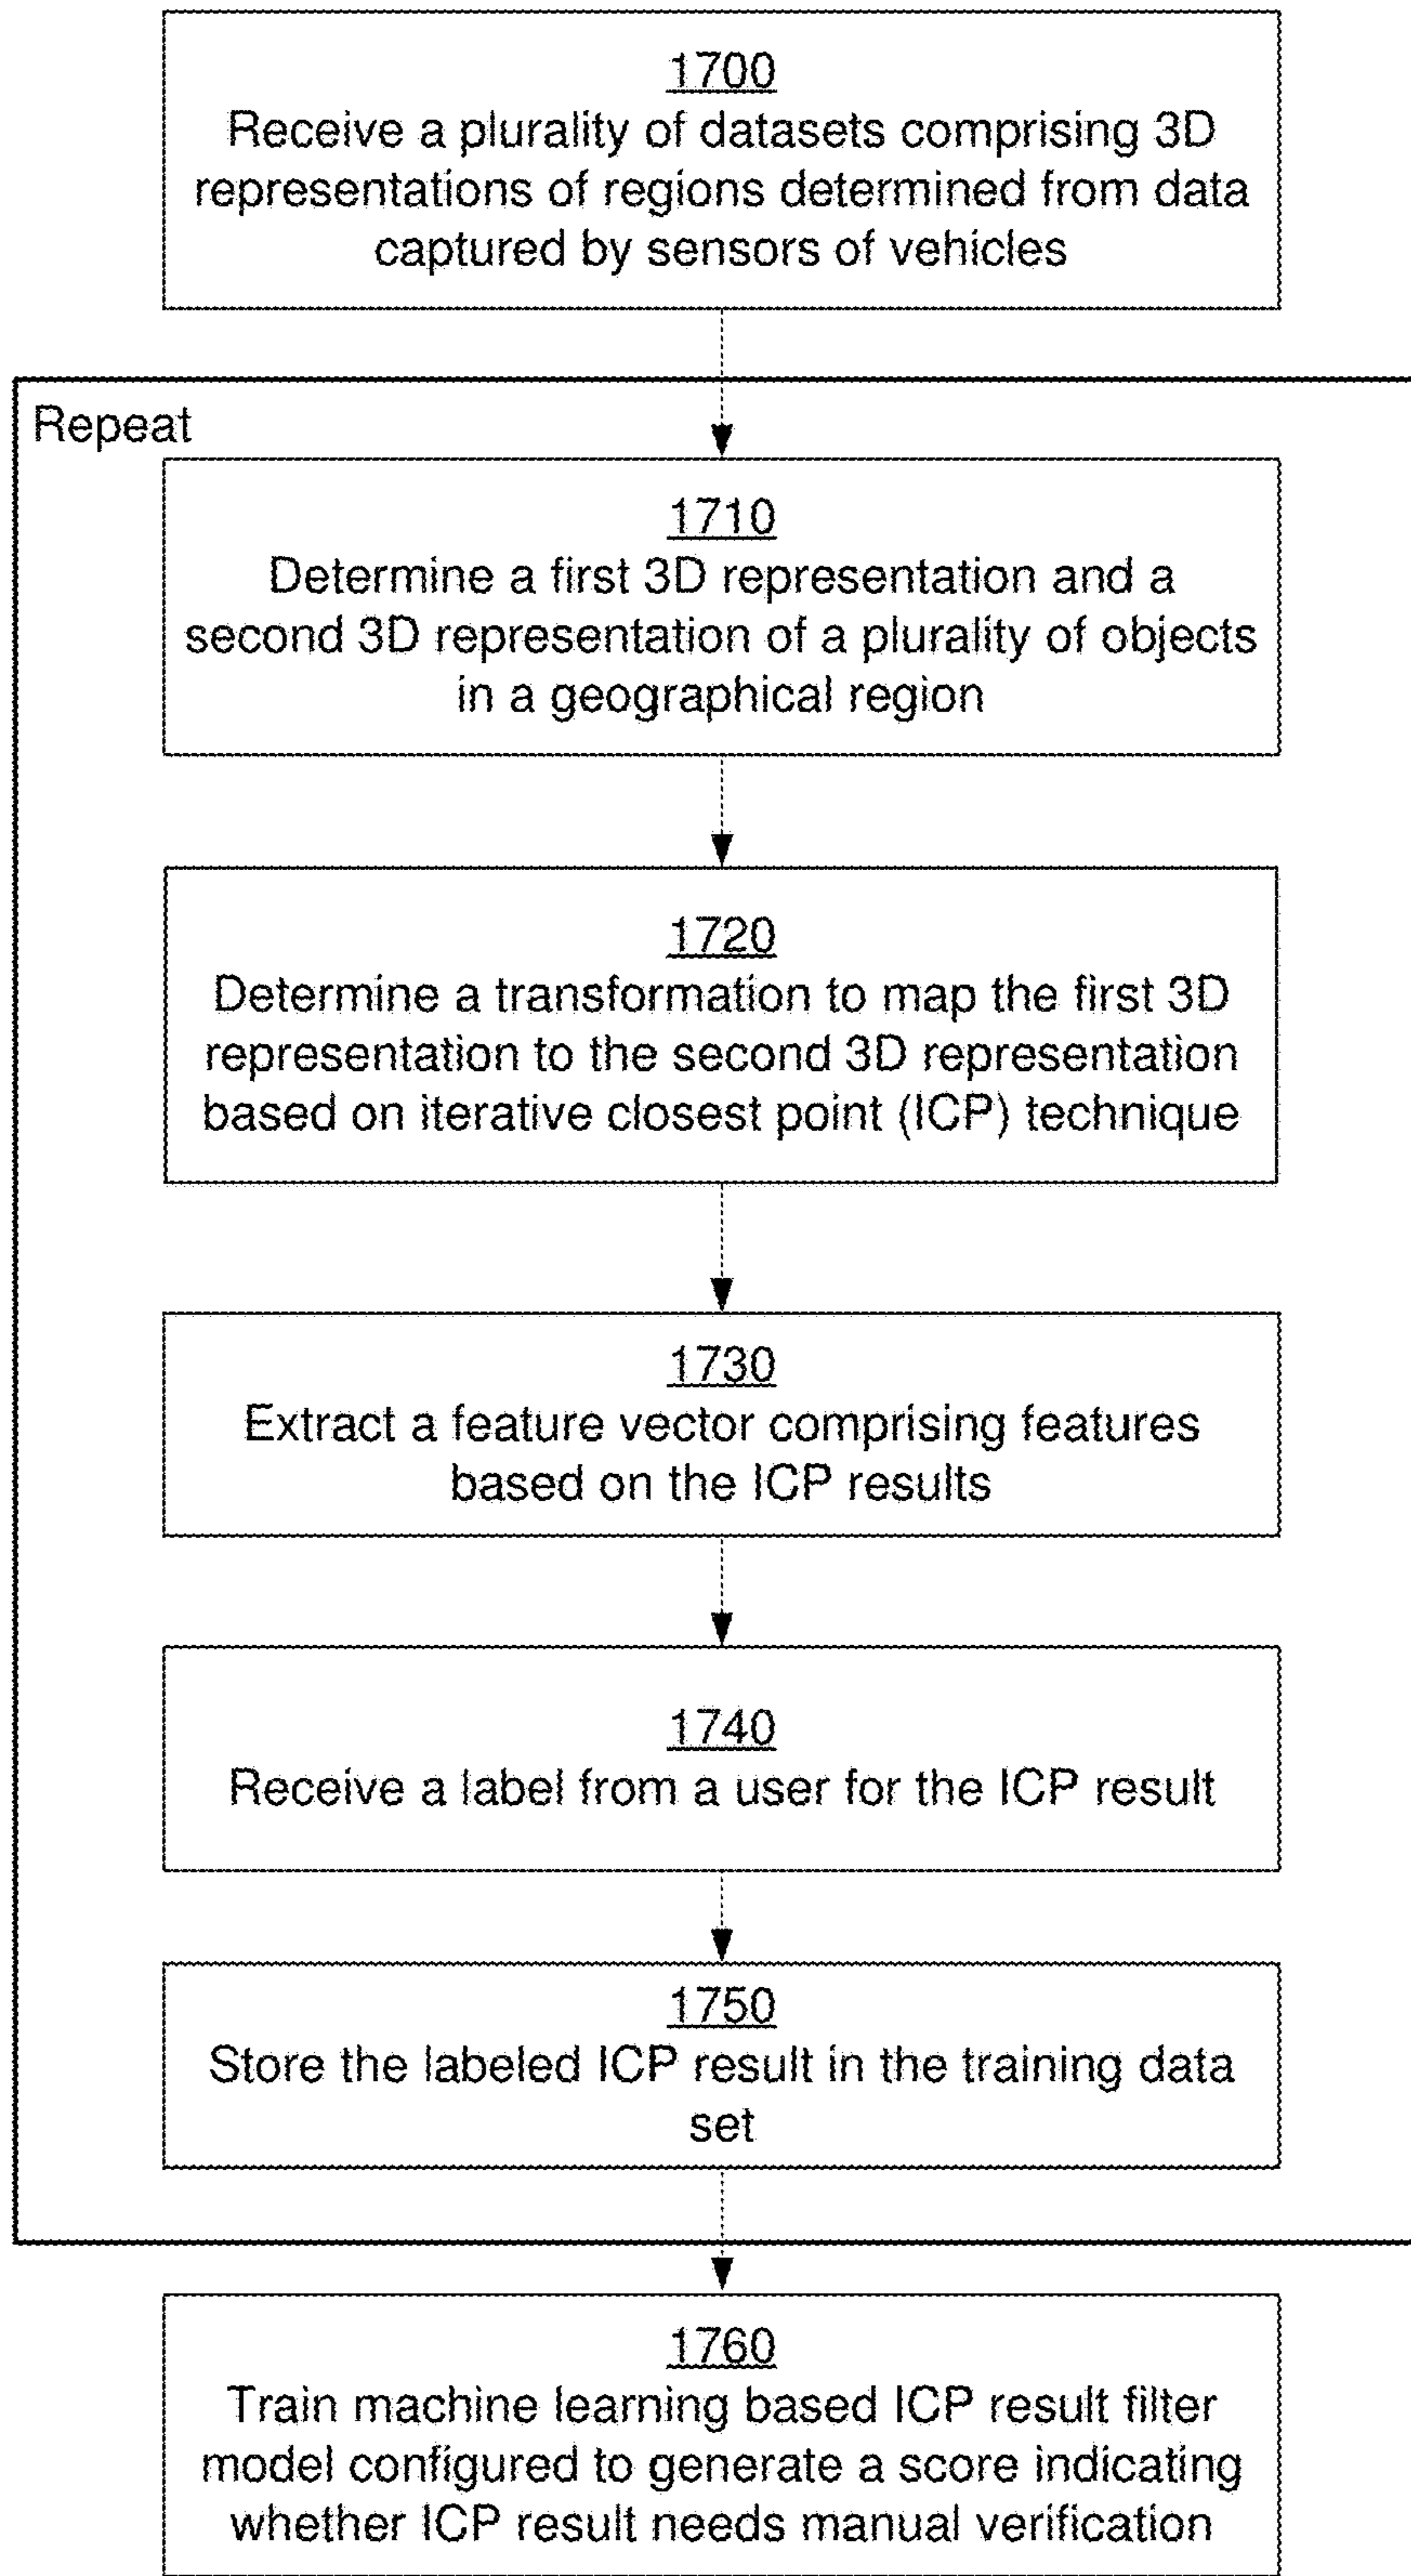 1700
Receive a plurality of datasets comprising 3D
representations of regions determined from data
captured by sensors of vehicles
Repeat
1710
Determine a first 3D representation and a
second 3D representation of a plurality of objects
in a geographical region
1720
Determine a transformation to map the first 3D
representation to the second 3D representation
based on iterative closest point (ICP) technique
1730
Extract a feature vector comprising features
based on the ICP results
1740
Receive a label from a user for the ICP result
1750
Store the labeled ICP result in the training data
set
1760
Train machine learning based ICP result filter
model configured to generate a score indicating
whether ICP result needs manual verification